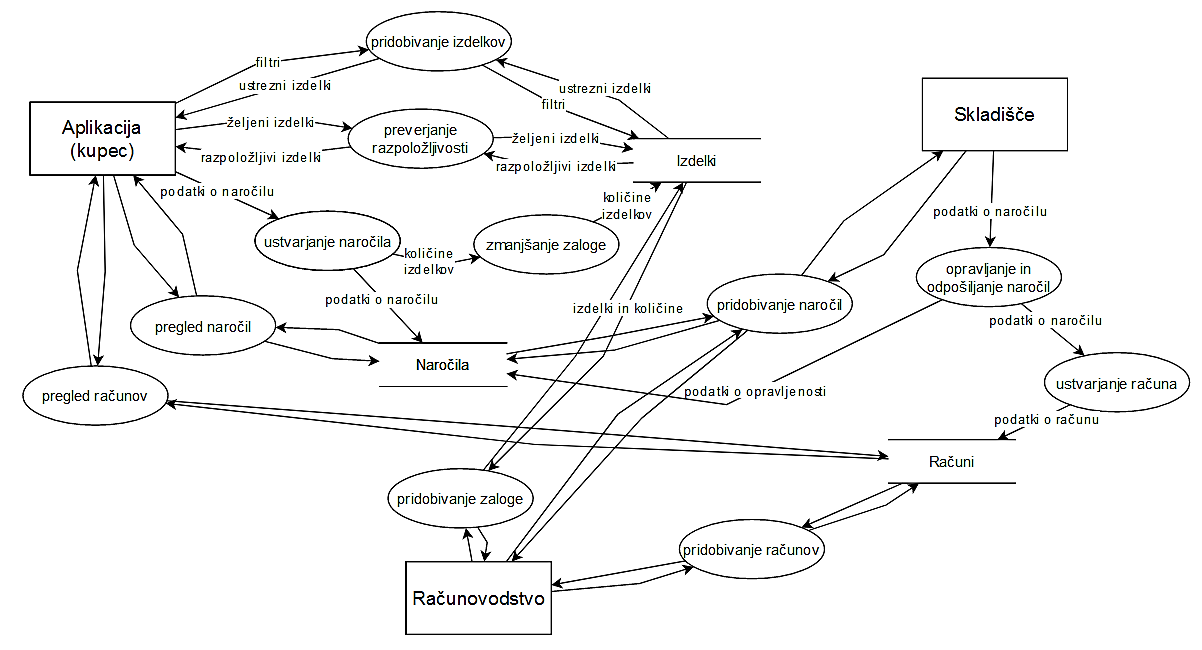 pridobivanje izdelkov
filtri
ustrezni izdelki
ustrezni izdelki
filtri
Aplikacija
(kupec)
željeni izdelki
preverjanje
razpoložljivosti
željeni izdelki
razpoložljivi izdelki
razpoložljivi izdelki
Izdelki
Skladišče
podatki o naročilu
količine
izdelkov
podatki o naročilu
ustvarjanje naročila
količine
izdelkov
zmanjšanje zaloge
opravljanje in
odpošiljanje naročil
podatki o naročilu
izdelki in količine
pridobivanje naročil
podatki o naročilu
pregled naročil
Naročila
ustvarjanje računa
pregled računov
podatki o opravljenosti
podatki o računu
Računi
pridobivanje zaloge
pridobivanje računov
Računovodstvo